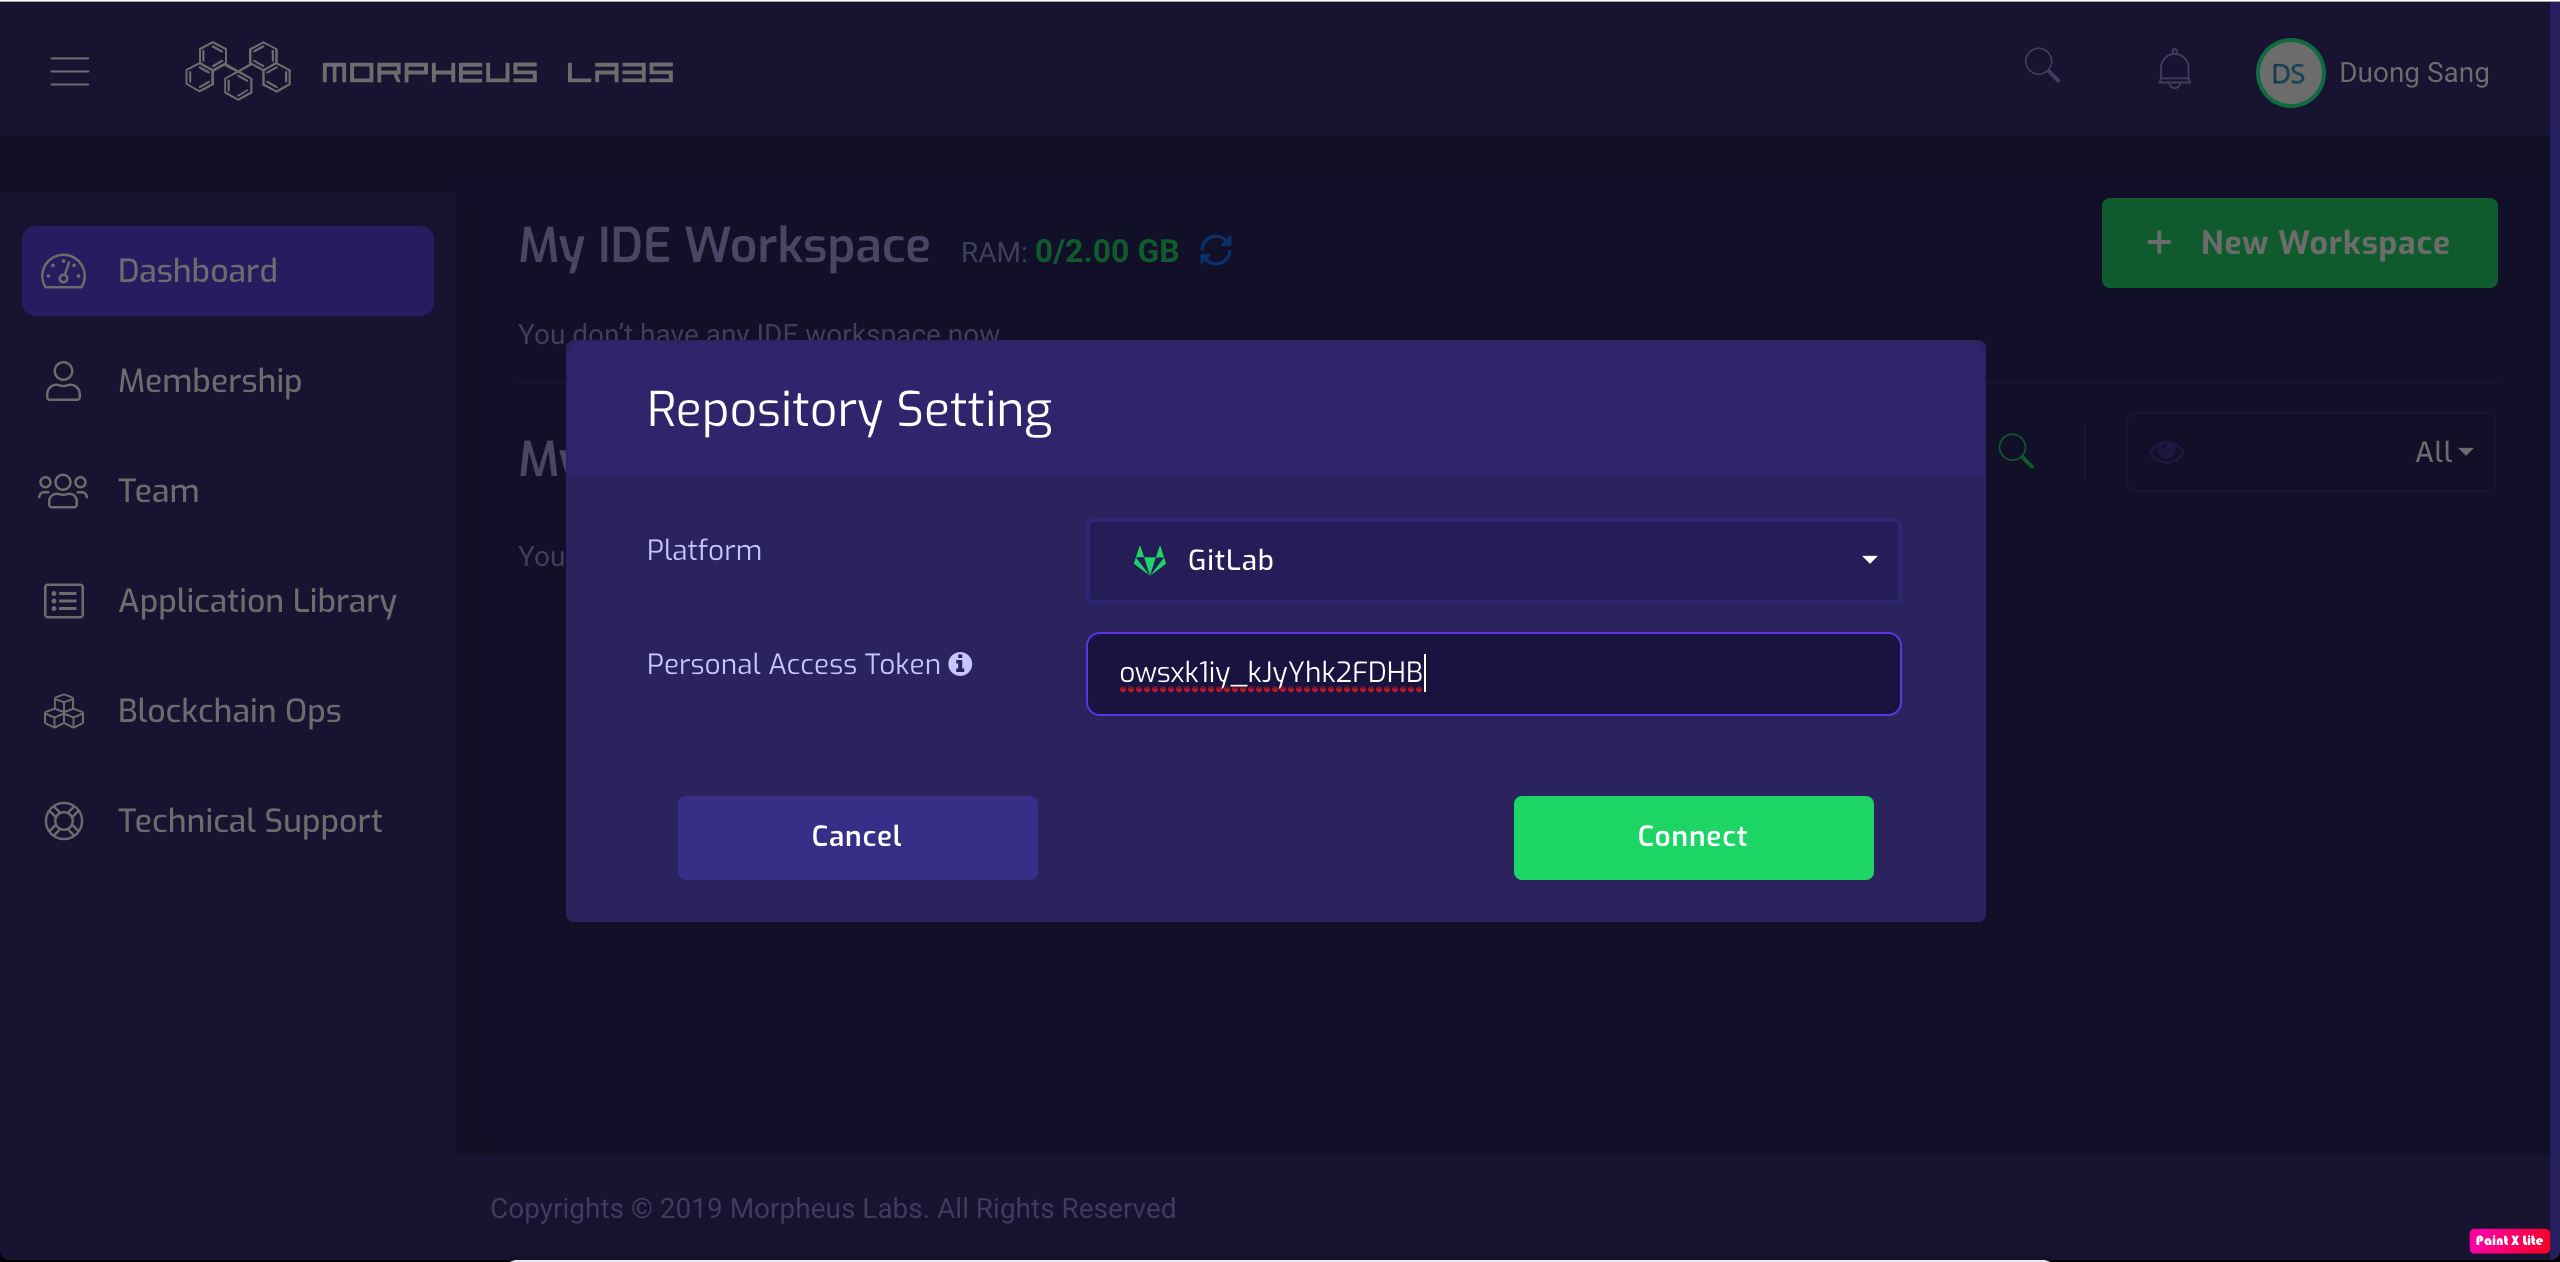 MORPHEUS LABS
DS
Duong Sang
Dashboard
Membership
Team
Application Library
Blockchain Ops
Technical Support
My IDE Workspace
RAM: 0/2.00 GB
+ New Workspace
You don't have any IDE workspace now
My
All
You
Repository Setting
Platform
GitLab
Personal Access Token
owsxk1iy_kJyYhk2FDHB
Cancel
Connect
Copyrights © 2019 Morpheus Labs. All Rights Reserved
Paint X Lite